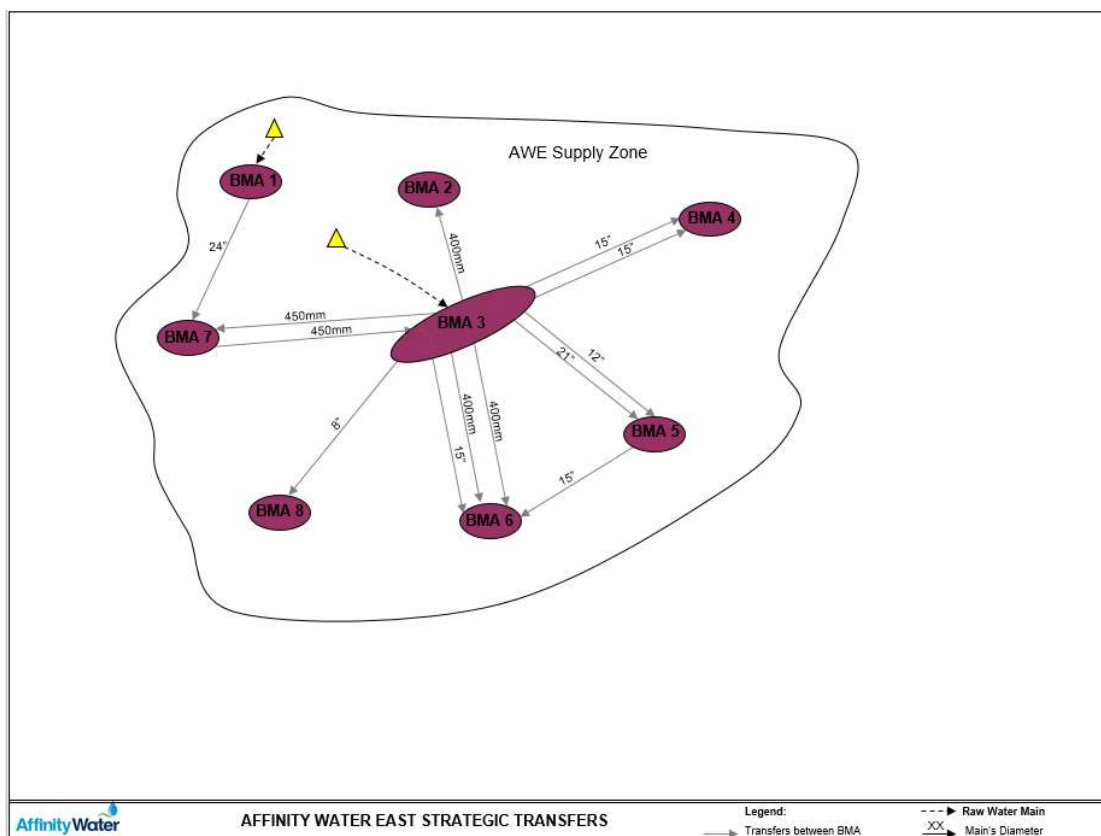 AWE Supply Zone
BMA 1
BMA 2
BMA 4
24"
400mm
15"
15"
450mm
BMA 3
BMA 7
450mm
21"
12"
8"
400mm
400mm
15"
BMA 5
15"
BMA 8
BMA 6
AffinityWater
AFFINITY WATER EAST STRATEGIC TRANSFERS
Legend:
Transfers between BMA
Raw Water Main
XX
Main's Diameter